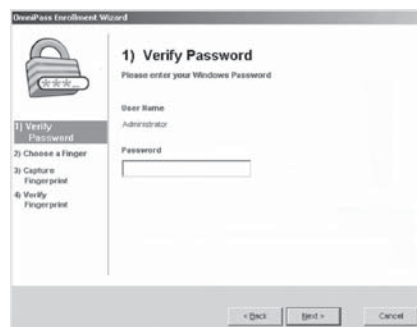 OmniPass Enrollment Wizard
***_
1) Verify Password
Please enter your Windows Password
User Name
Administrator
Password
1) Verify
Password
2) Choose a Finger
3) Capture
Fingerprint
4) Verify
Fingerprint
< Back
Next >
Cancel